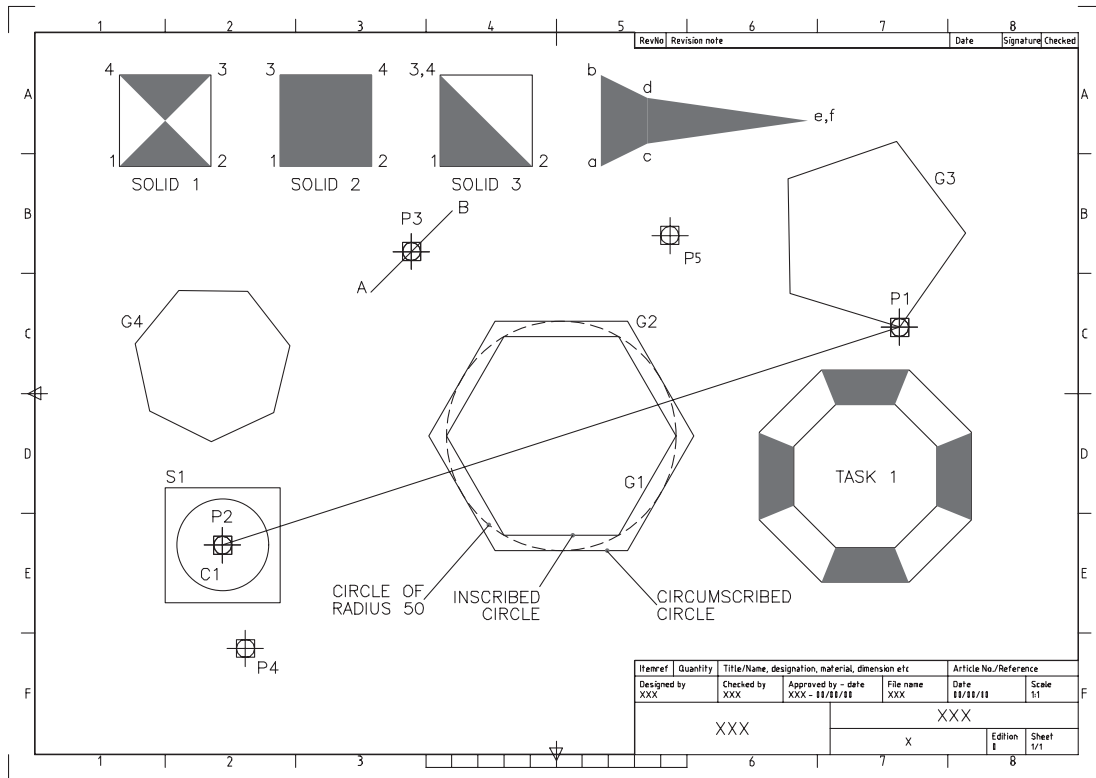 1 2 3 4 5 6 7 8
RevNo Revision note Date Signature Checked
A A
4 3 3 4 3,4 b d e,f
1 2 1 2 1 2 a c
SOLID 1 SOLID 2 SOLID 3
B B
G3
P3 B
P5
A
P1
C C
G4 G2
D D
S1 G1 TASK 1
P2
C1
E E
CIRCLE OF
RADIUS 50
INSCRIBED
CIRCLE
CIRCUMSCRIBED
CIRCLE
P4
Itemref Quantity Title/Name, designation, material, dimension etc Article No./Reference
Designed by Checked by Approved by - date File name Date Scale
XXX XXX XXX - 00/00/00 XXX 00/00/00 1:1
F F
XXX XXX
X Edition Sheet
0 1/1
1 2 3 4 5 6 7 8